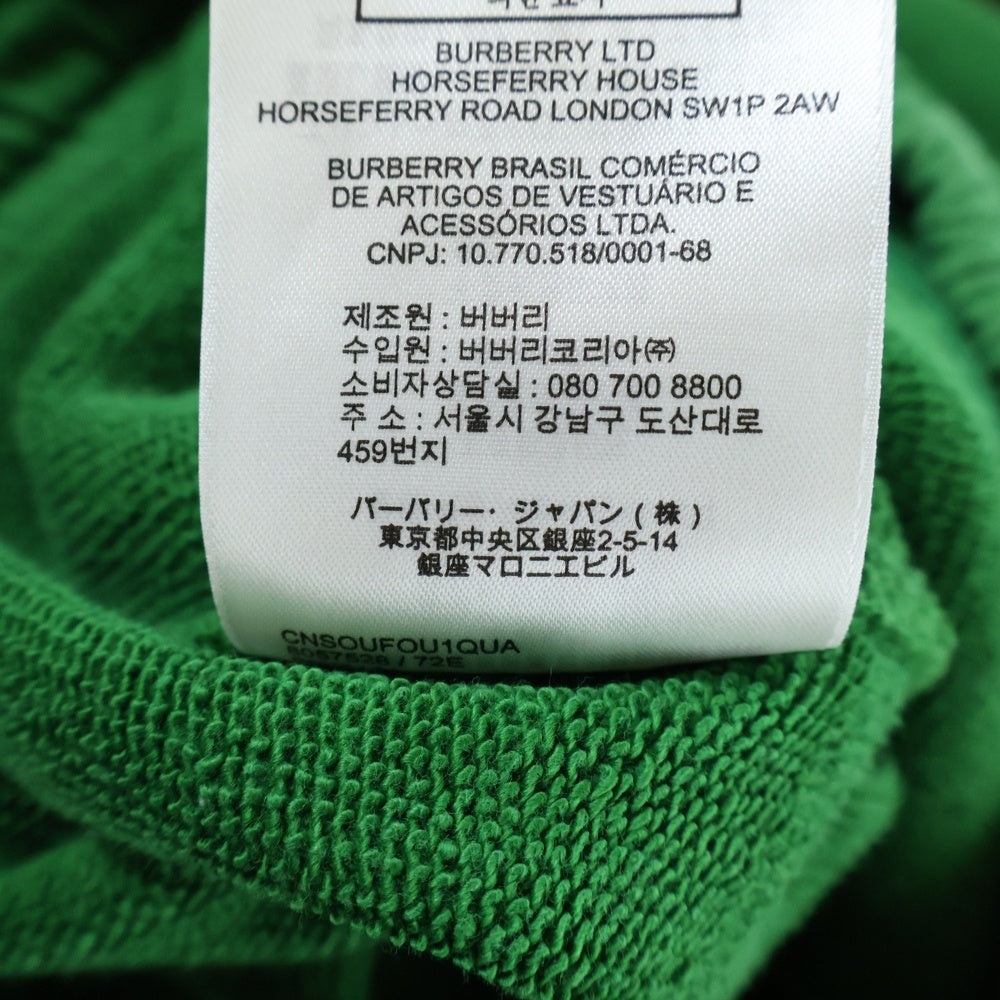 BURBERRY LTD
HORSEFERRY HOUSE
HORSEFERRY ROAD LONDON SW1P 2AW
BURBERRY BRASIL COMÉRCIO
DE ARTIGOS DE VESTUÁRIO E
ACESSÓRIOS LTDA.
CNPJ: 10.770.518/0001-68
제조원 : 버버리
수입원 : 버버리코리아㈜
소비자상담실 : 080 700 8800
주 소 : 서울시 강남구 도산대로
459번지
バーバリー・ジャパン ( 株 )
東京都中央区銀座2-5-14
銀座マロニエビル
CNSOUFOU1QUA
/ 72E